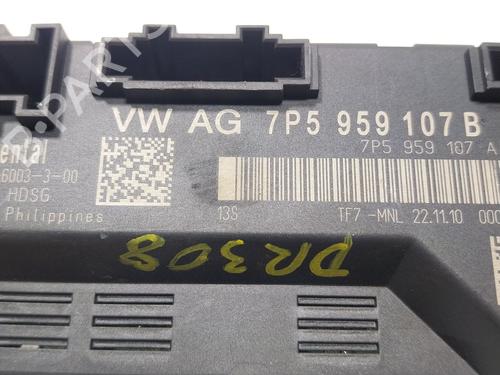 VW AG 7P5 959 107 B
7P5 959 107 A
6003-3-00
HDSG
Philippines
13S
TF7 -MNL 22.11.10
DR308